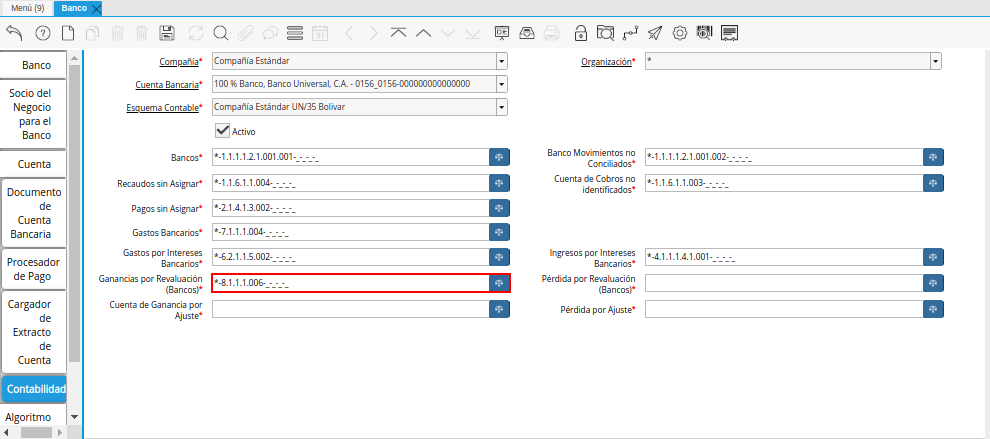 Menú (9)
Banco
Banco
Socio del
Negocio
para el
Banco
Cuenta
Documento
de
Cuenta
Bancaria
Procesador
de Pago
Cargador
de
Extracto
de
Cuenta
Contabilidad
Algoritmo
Compañía* Compañía Estándar
Organización* *
Cuenta Bancaria* 100 % Banco, Banco Universal, C.A. - 0156_0156-000000000000000
Esquema Contable* Compañía Estándar UN/35 Bolivar
Activo
Bancos* *-1.1.1.1.2.1.001.001-_-_-_-_
Banco Movimientos no
Conciliados* *-1.1.1.1.2.1.001.002-_-_-_-_
Recaudos sin Asignar* *-1.1.6.1.1.004-_-_-_-_
Cuenta de Cobros no
identificados* *-1.1.6.1.1.003-_-_-_-_
Pagos sin Asignar* *-2.1.4.1.3.002-_-_-_-_
Gastos Bancarios* *-7.1.1.1.004-_-_-_-_
Gastos por Intereses
Bancarios* *-6.2.1.1.5.002-_-_-_-_
Ingresos por Intereses
Bancarios* *-4.1.1.1.4.1.001-_-_-_-_
Ganancias por Revaluación
(Bancos)* *-8.1.1.1.006-_-_-_-_
Pérdida por Revaluación
(Bancos)*
Cuenta de Ganancia por
Ajuste*
Pérdida por Ajuste*